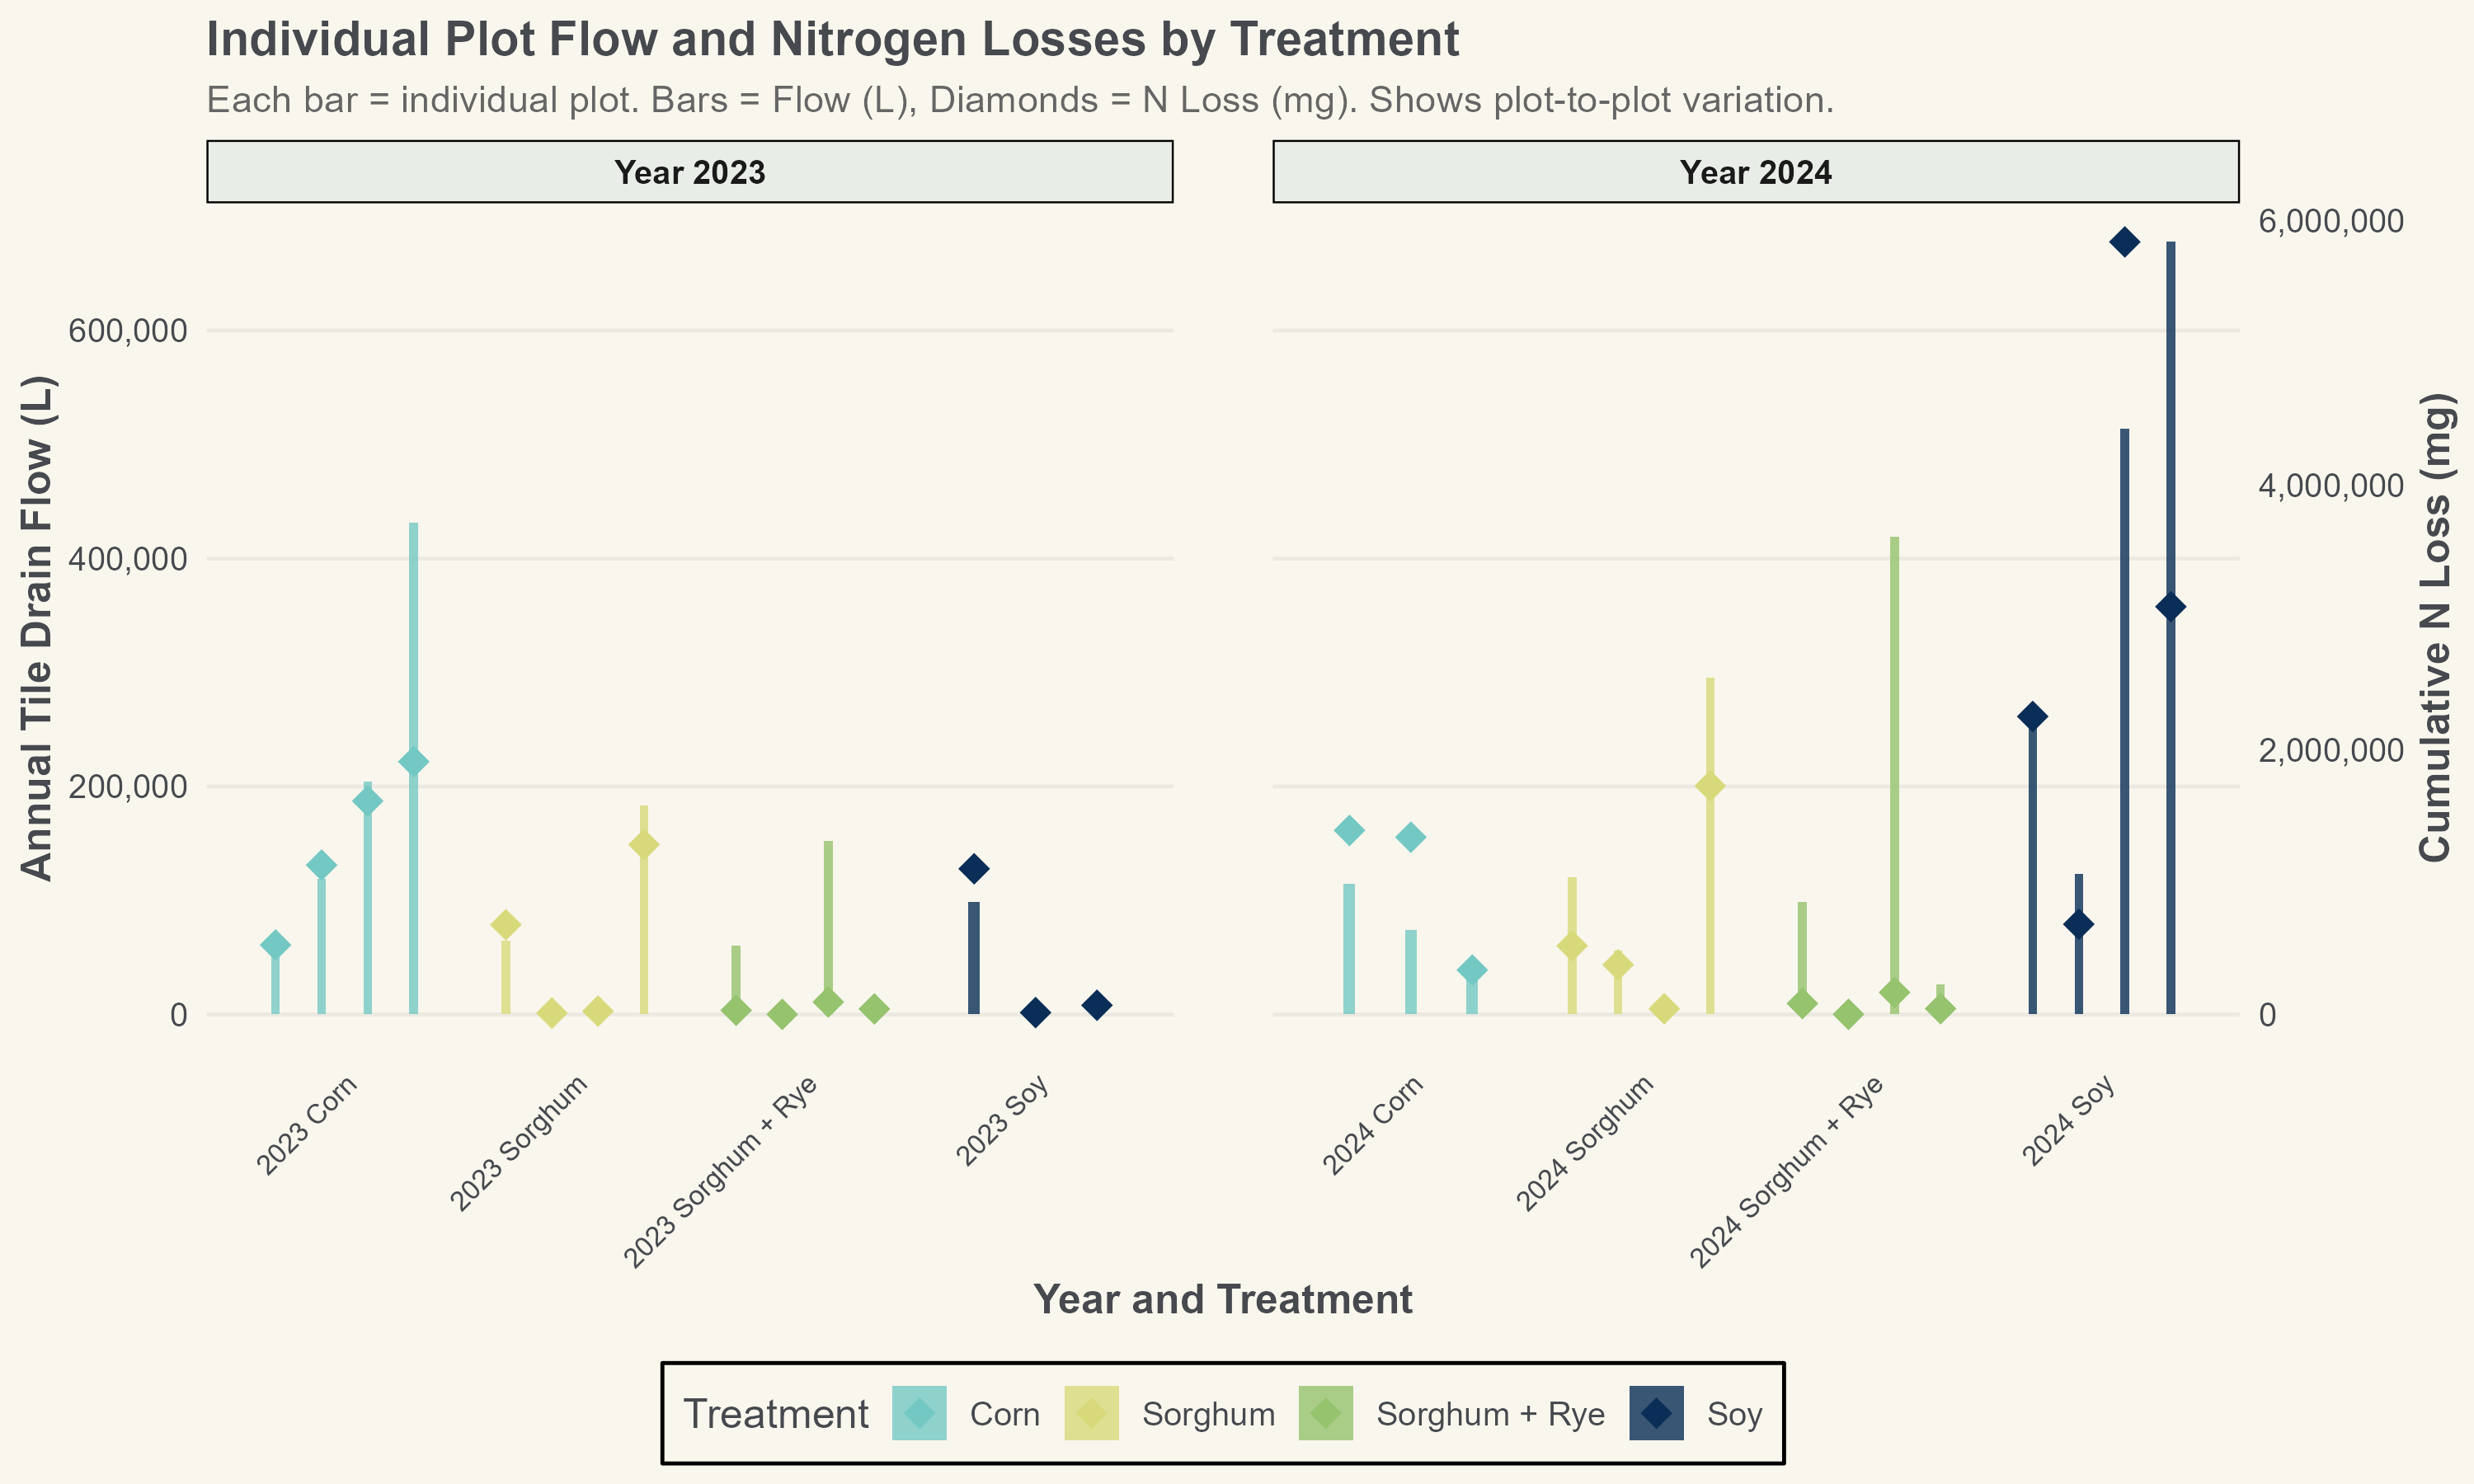 Individual Plot Flow and Nitrogen Losses by Treatment
Each bar = individual plot. Bars = Flow (L), Diamonds = N Loss (mg). Shows plot-to-plot variation.
Year 2023
Year 2024
Annual Tile Drain Flow (L)
600,000
400,000
200,000
0
6,000,000
4,000,000
2,000,000
0
Cumulative N Loss (mg)
2023 Corn
2023 Sorghum
2023 Sorghum + Rye
2023 Soy
2024 Corn
2024 Sorghum
2024 Sorghum + Rye
2024 Soy
Year and Treatment
Treatment Corn Sorghum Sorghum + Rye Soy